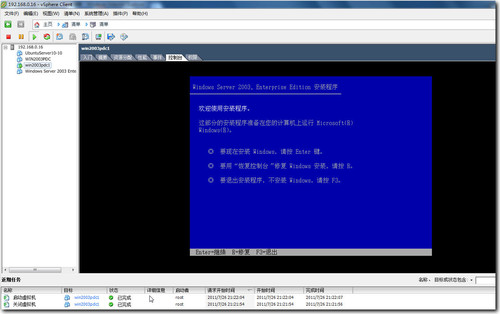 192.168.0.16 - vSphere Client
文件(F) 编辑(E) 视图(V) 清单(N) 系统管理(A) 插件(P) 帮助(H)
主页 清单 清单
192.168.0.16
UbuntuServer10-10
WIN2003PDC
win2003pdc1
Windows Server 2003 Ente
win2003pdc1
入门 摘要 资源分配 性能 事件 控制台 权限
Windows Server 2003, Enterprise Edition 安装程序
欢迎使用安装程序。
这部分的安装程序准备在您的计算机上运行 Microsoft(R)
Windows(R)。
要现在安装 Windows，请按 Enter 键。
要用“恢复控制台”修复 Windows 安装，请按 R。
要退出安装程序，不安装 Windows，请按 F3。
Enter=继续 R=修复 F3=退出
近期任务
名称、目标或状态包含:
名称 目标 状态 详细信息 启动者 请求开始时间 开始时间 完成时间
启动虚拟机 win2003pdc1 已完成 root 2011/7/26 21:22:04 2011/7/26 21:22:04 2011/7/26 21:22:07
关闭虚拟机 win2003pdc1 已完成 root 2011/7/26 21:21:54 2011/7/26 21:21:54 2011/7/26 21:21:56